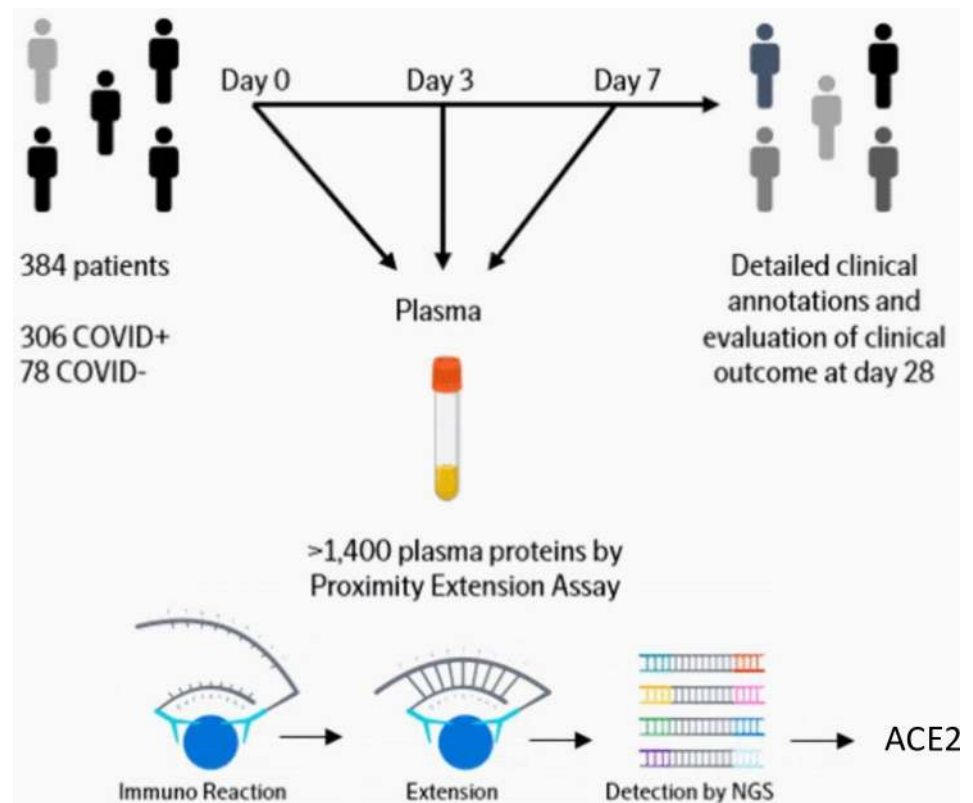 Day 0
Day 3
Day 7
384 patients
306 COVID+
78 COVID-
Plasma
Detailed clinical
annotations and
evaluation of clinical
outcome at day 28
>1,400 plasma proteins by
Proximity Extension Assay
Immuno Reaction
Extension
Detection by NGS
ACE2